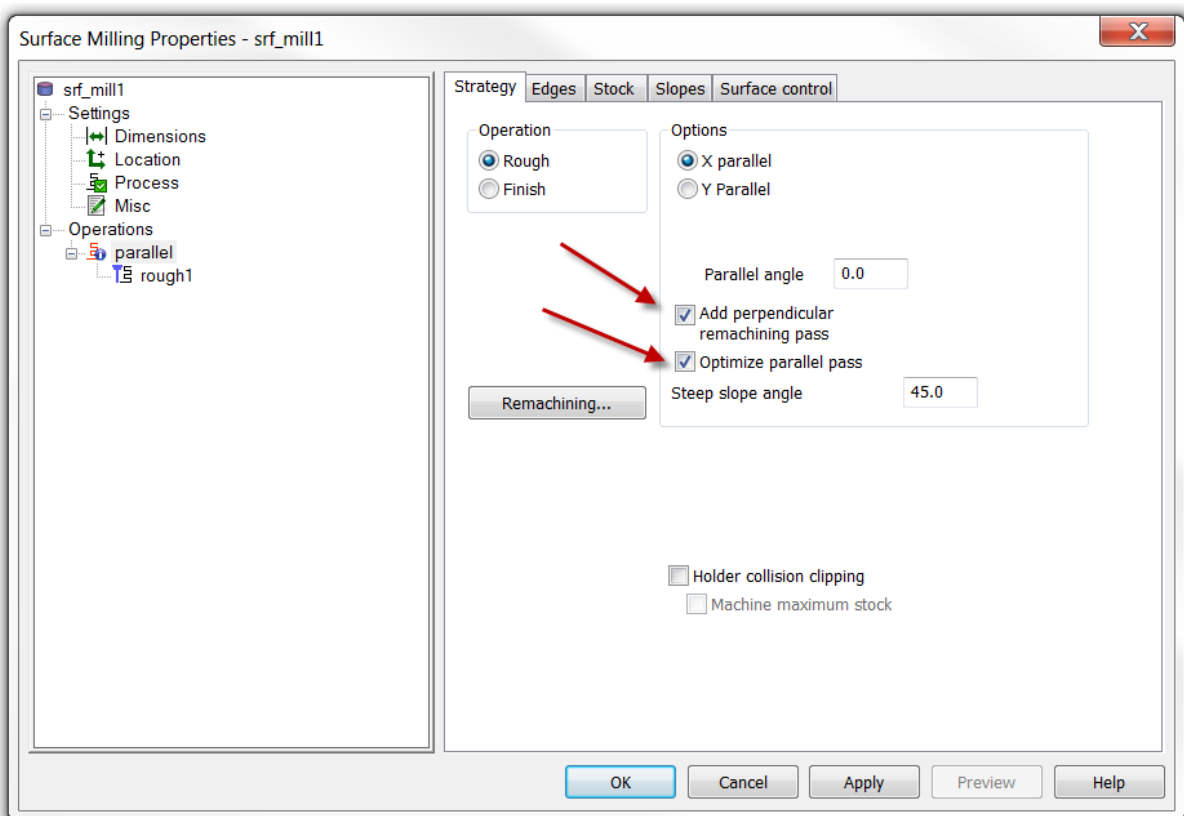 Surface Milling Properties - srf_mill1
srf_mill1
Settings
Dimensions
Location
Process
Misc
Operations
parallel
rough1
Strategy Edges Stock Slopes Surface control
Operation
Rough
Finish
Options
X parallel
Y Parallel
Parallel angle 0.0
Add perpendicular
remachining pass
Optimize parallel pass
Steep slope angle 45.0
Remachining...
Holder collision clipping
Machine maximum stock
OK Cancel Apply Preview Help